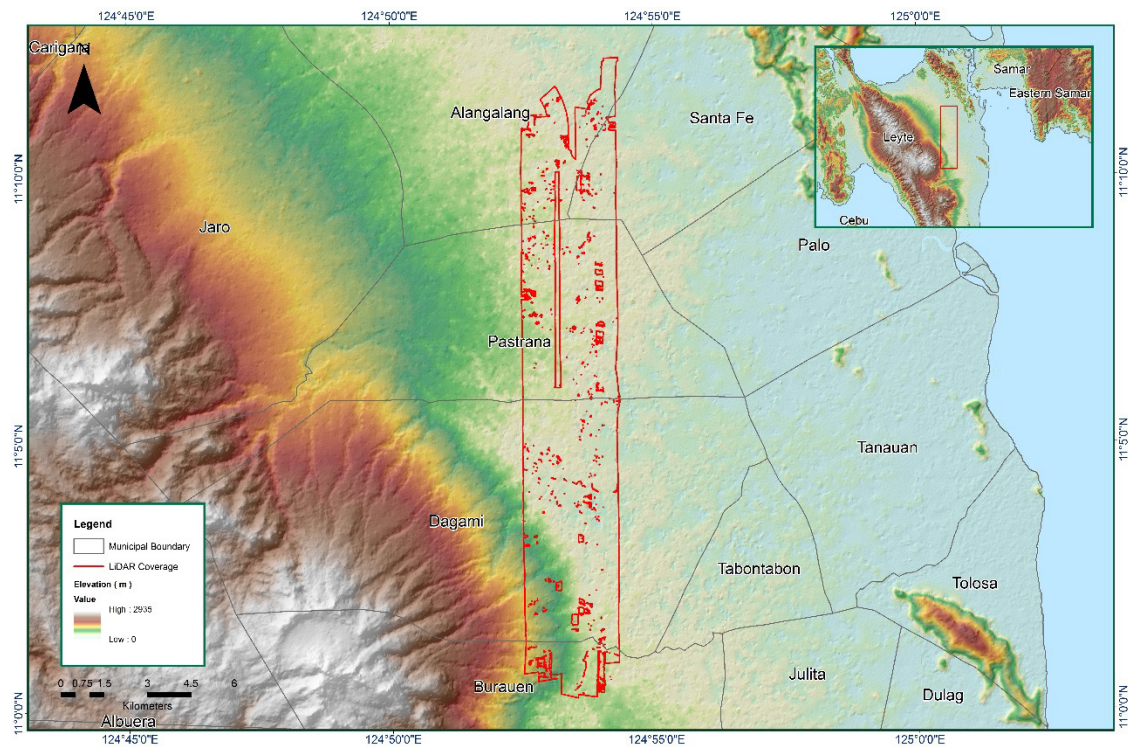 124°45'0"E
124°50'0"E
124°55'0"E
125°0'0"E
Carigara
N
Samar
Eastern Samar
Leyte
Cebu
Alangalang
Santa Fe
11°10'0"N
11°10'0"N
Jaro
Palo
Pastrana
11°5'0"N
11°5'0"N
Tanauan
Dagami
Tabontabon
Tolosa
Legend
Municipal Boundary
LiDAR Coverage
Elevation ( m )
Value
High : 2935
Low : 0
Julita
Burauen
Dulag
0 0.75 1.5 3 4.5 6
Kilometers
Albuera
11°0'0"N
11°0'0"N
124°45'0"E
124°50'0"E
124°55'0"E
125°0'0"E